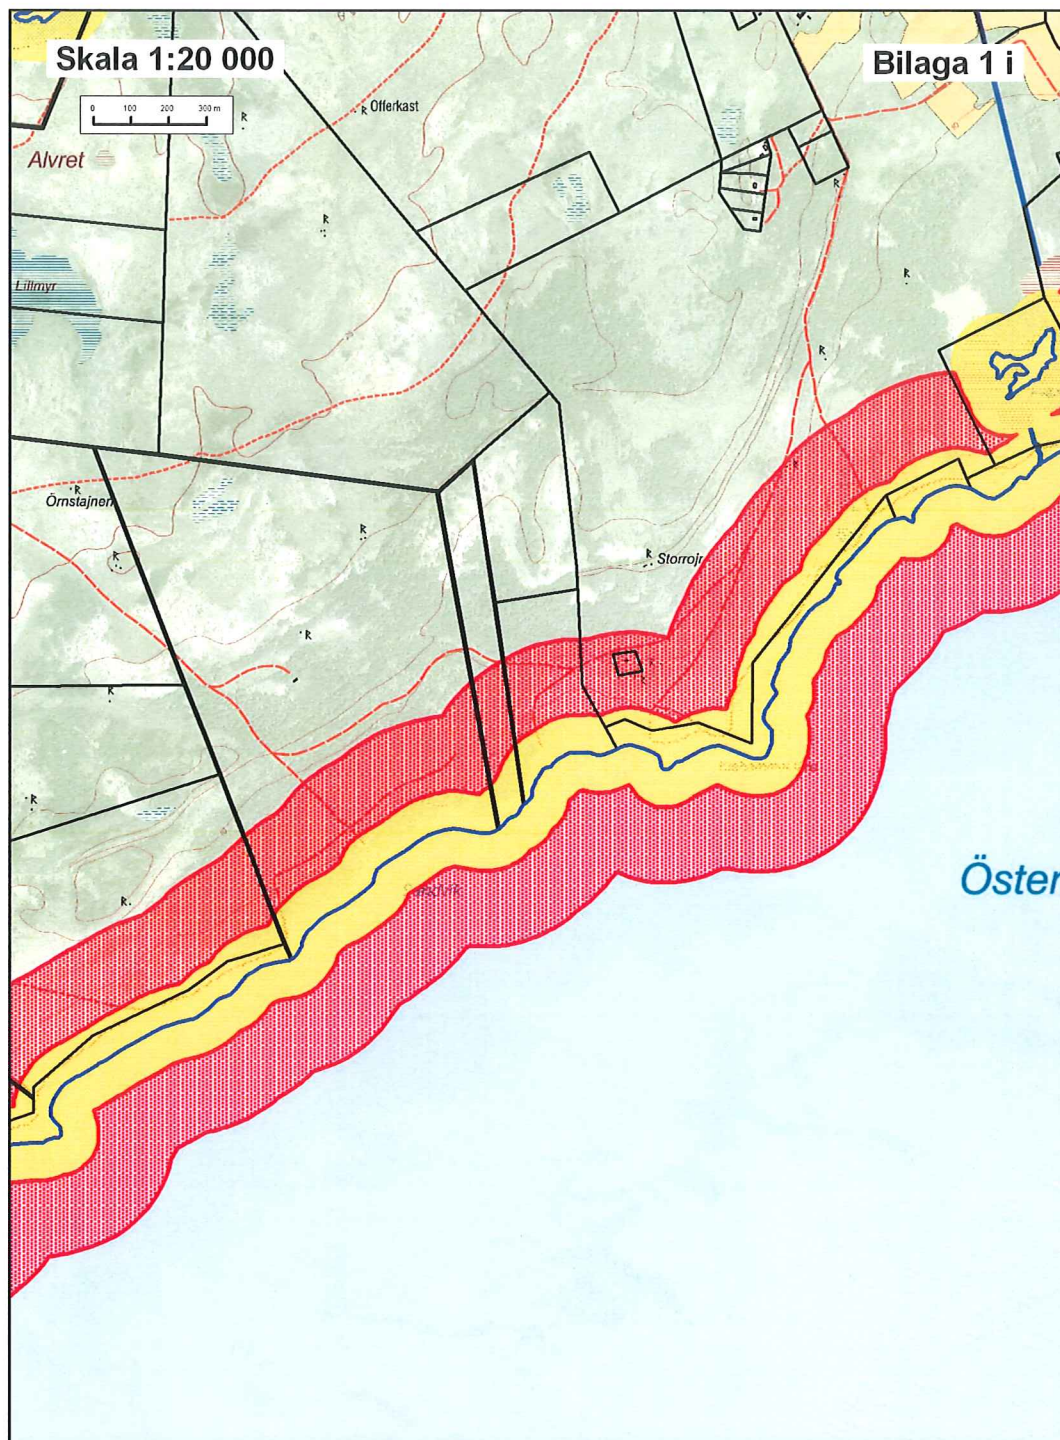 Skala 1:20 000
Bilaga 1 i
0 100 200 300 m
R Offerkast
R
Alvret
R
R
R
Lillmyr
R
R
R
Örnstajnen
R
R
R
Storrojr
R
R
R
R
Öster